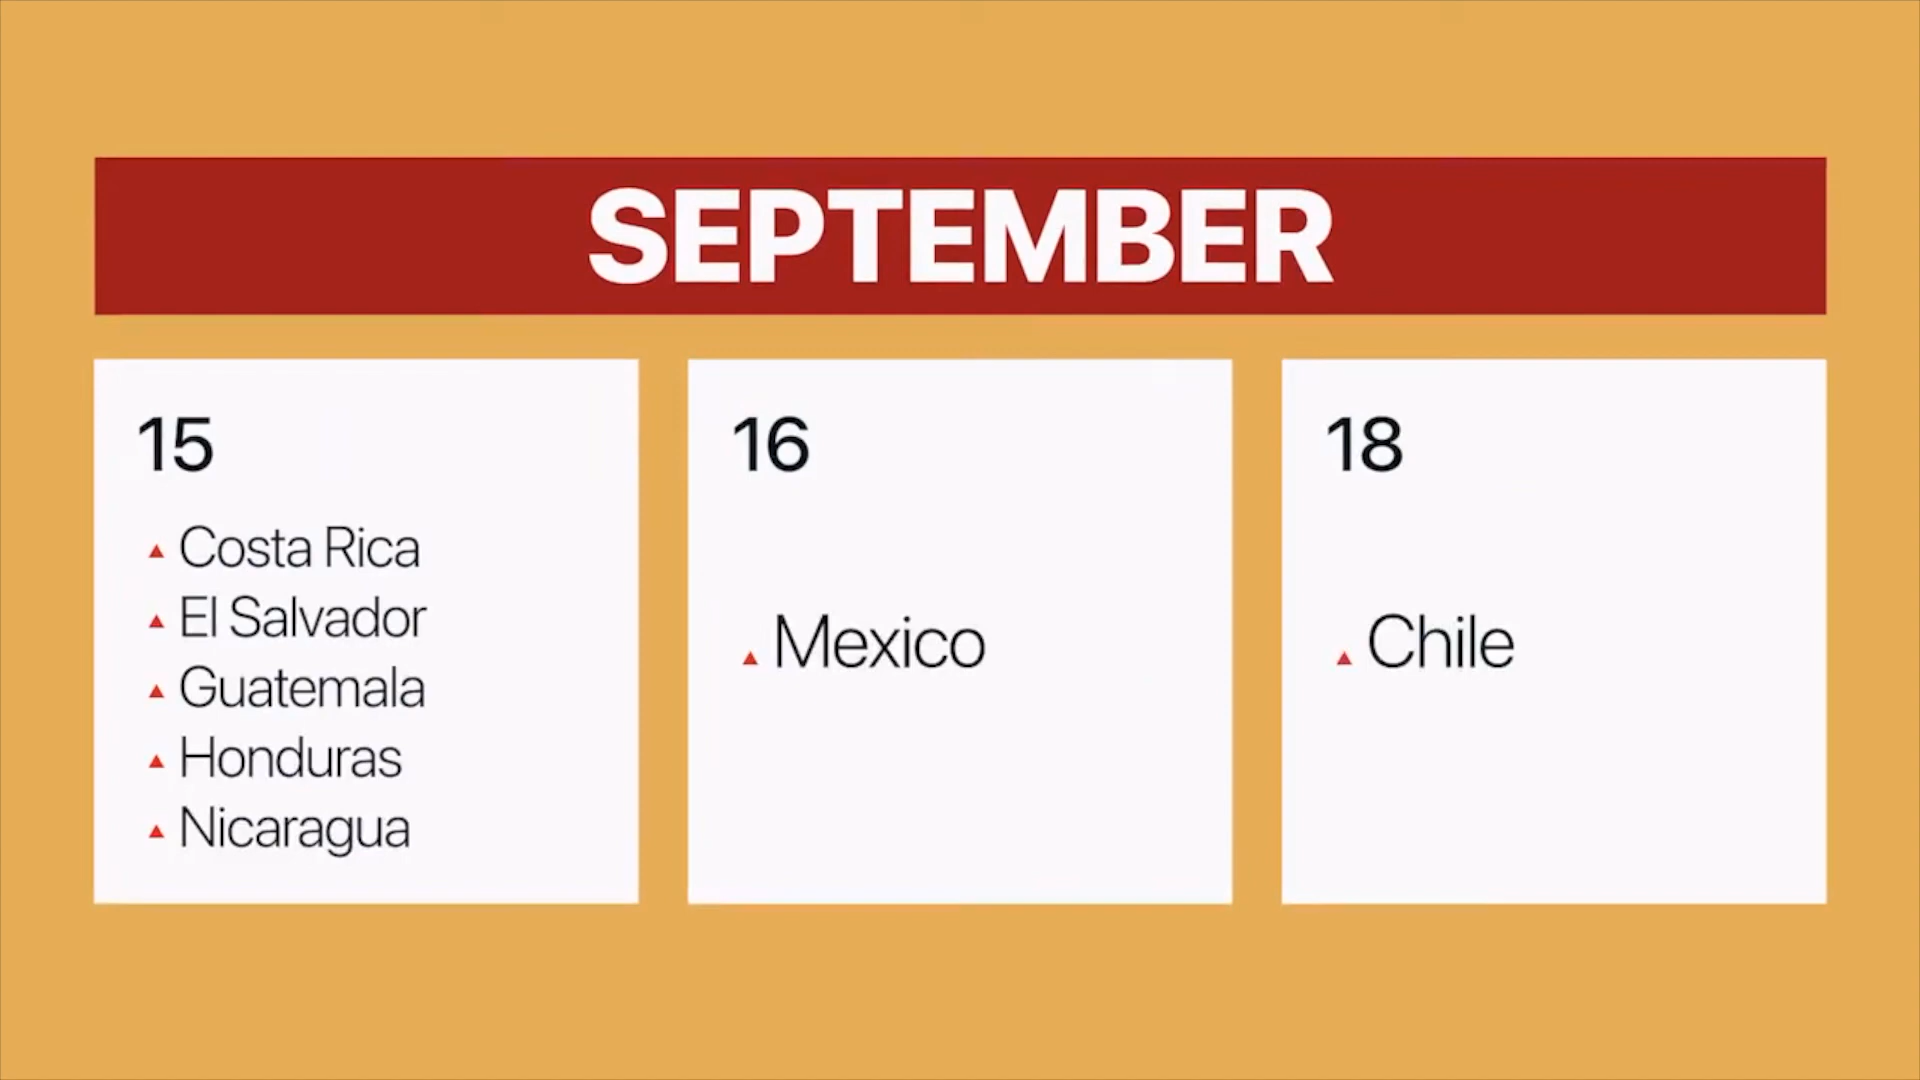 SEPTEMBER
15
Costa Rica
El Salvador
Guatemala
Honduras
Nicaragua
16
Mexico
18
Chile